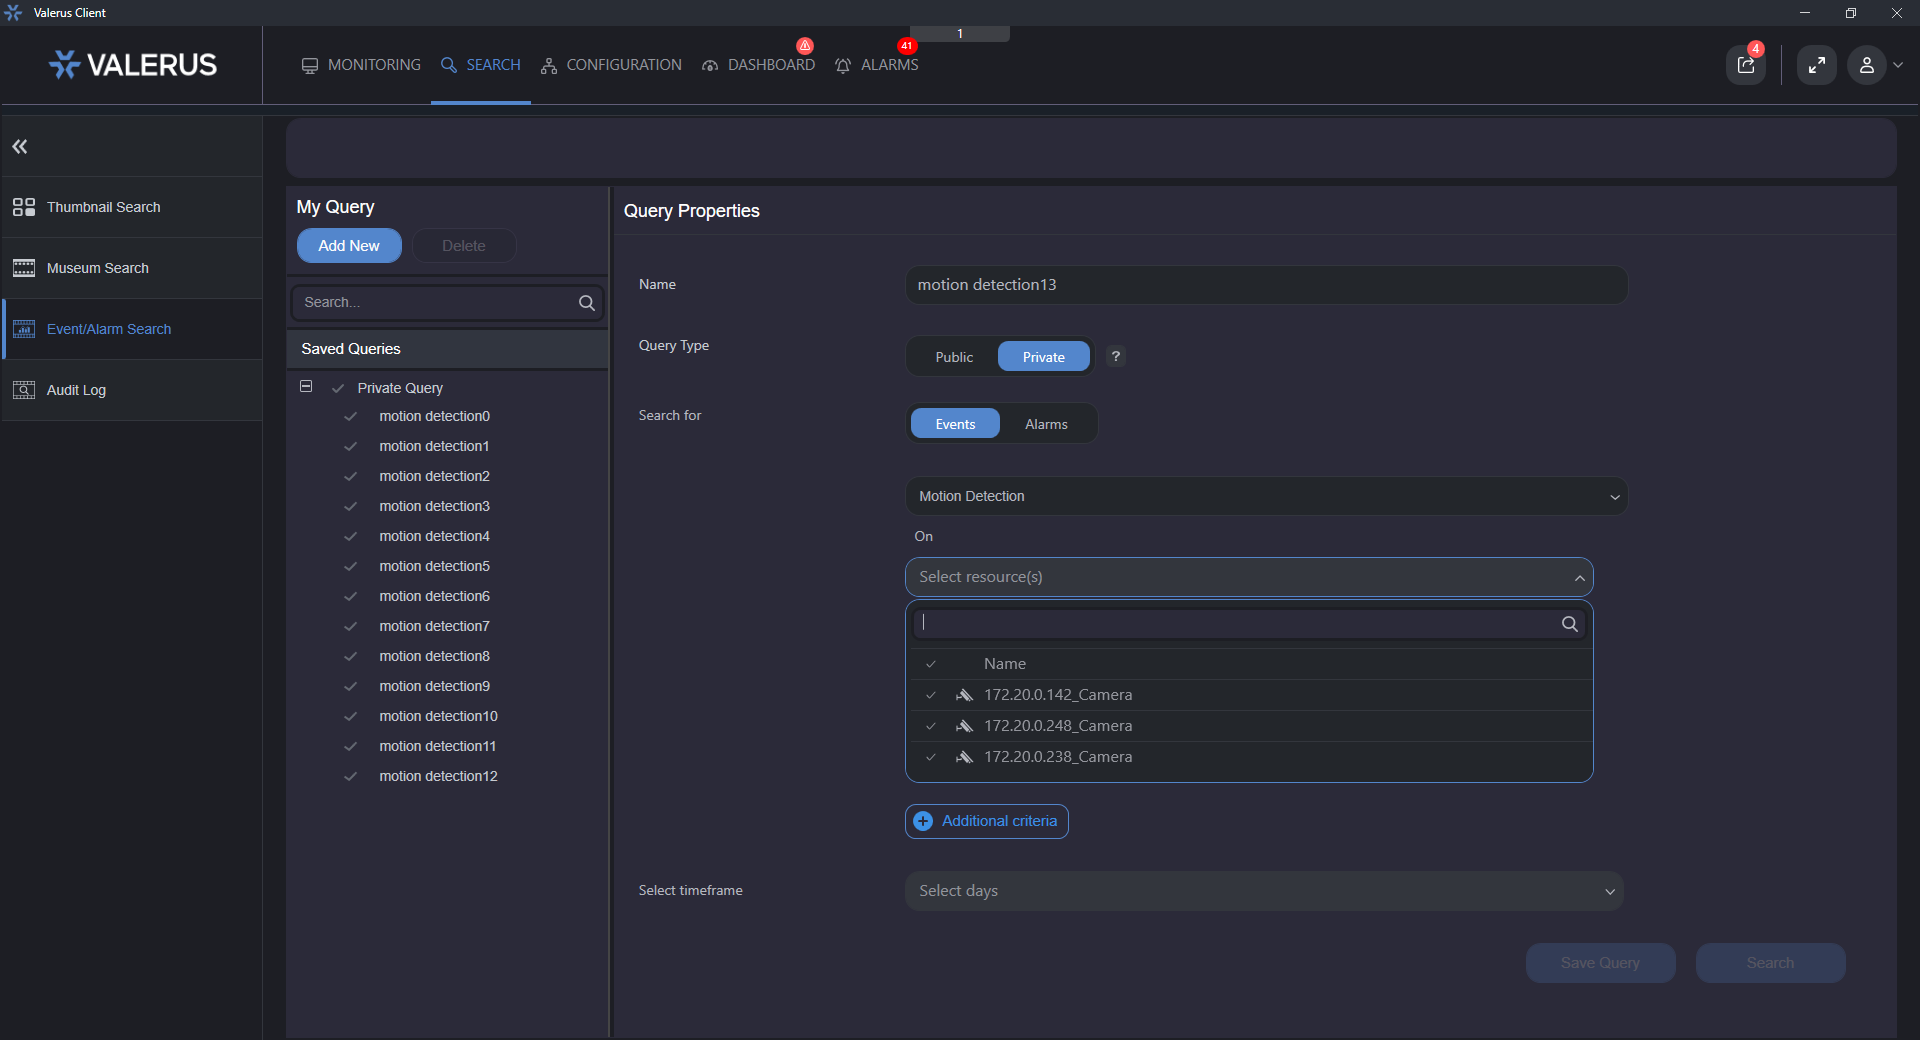 Valerus Client
1
VALERUS
MONITORING
SEARCH
CONFIGURATION
DASHBOARD
41
ALARMS
4
Thumbnail Search
Museum Search
Event/Alarm Search
Audit Log
My Query
Add New
Delete
Search...
Saved Queries
Private Query
motion detection0
motion detection1
motion detection2
motion detection3
motion detection4
motion detection5
motion detection6
motion detection7
motion detection8
motion detection9
motion detection10
motion detection11
motion detection12
Query Properties
Name
motion detection13
Query Type
Public
Private
?
Search for
Events
Alarms
Motion Detection
On
Select resource(s)
Name
172.20.0.142_Camera
172.20.0.248_Camera
172.20.0.238_Camera
Additional criteria
Select timeframe
Select days
Save Query
Search